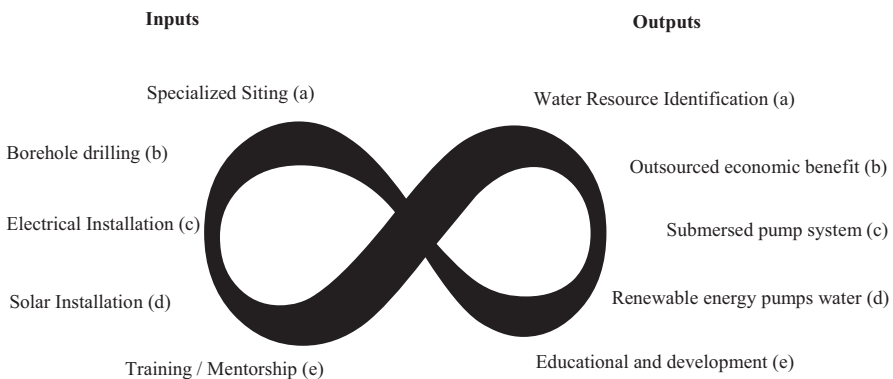 Inputs
Outputs
Specialized Siting (a)
Water Resource Identification (a)
Borehole drilling (b)
Outsourced economic benefit (b)
Electrical Installation (c)
Submersed pump system (c)
Solar Installation (d)
Renewable energy pumps water (d)
Training / Mentorship (e)
Educational and development (e)